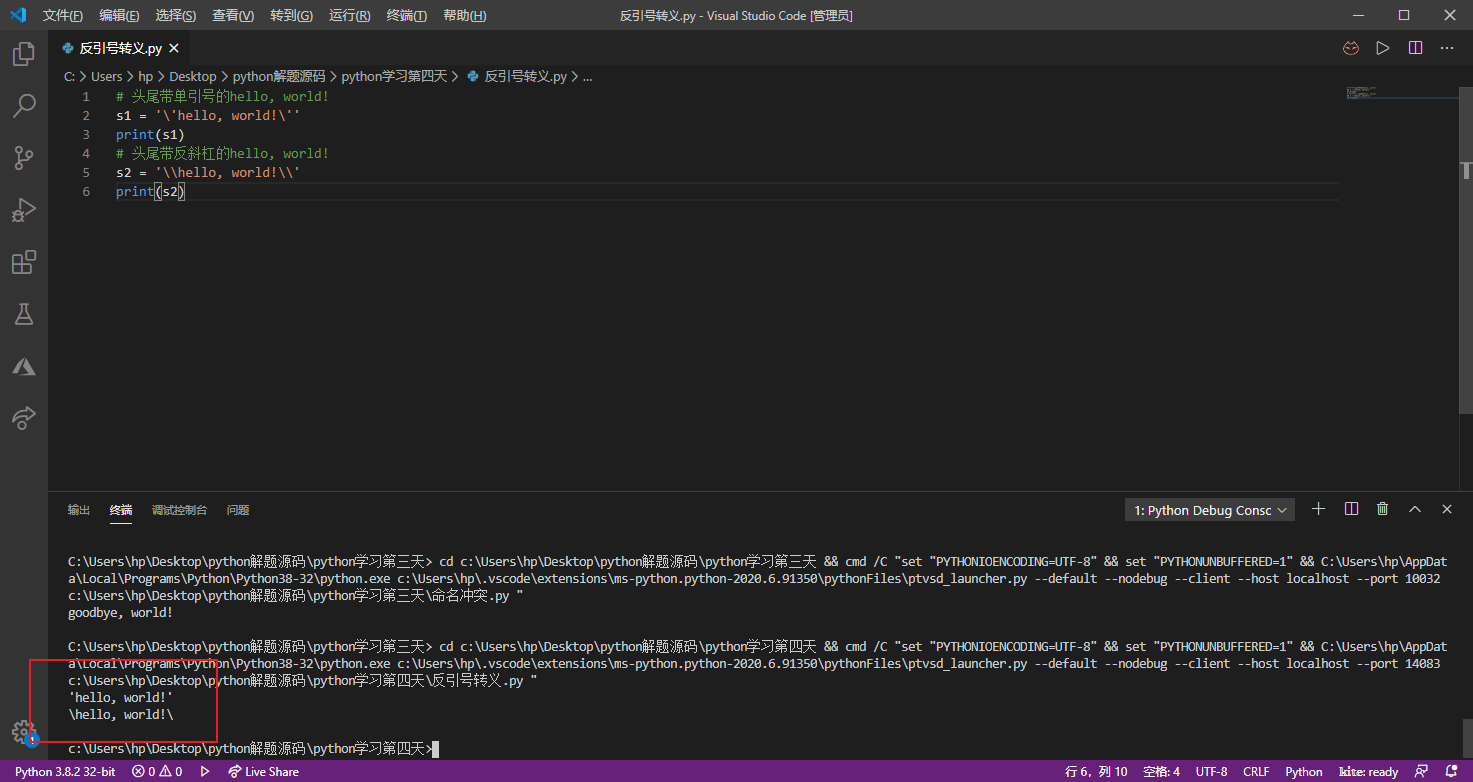 文件(F) 编辑(E) 选择(S) 查看(V) 转到(G) 运行(R) 终端(T) 帮助(H) 反引号转义.py - Visual Studio Code [管理员]
反引号转义.py
C: > Users > hp > Desktop > python解题源码 > python学习第四天 > 反引号转义.py > ...
1 # 头尾带单引号的hello, world!
2 s1 = '\'hello, world!\''
3 print(s1)
4 # 头尾带反斜杠的hello, world!
5 s2 = '\\hello, world!\\'
6 print(s2)
输出 终端 调试控制台 问题 1: Python Debug Consc
C:\Users\hp\Desktop\python解题源码\python学习第三天> cd c:\Users\hp\Desktop\python解题源码\python学习第三天 && cmd /C "set "PYTHONIOENCODING=UTF-8" && set "PYTHONUNBUFFERED=1" && C:\Users\hp\AppDat
a\Local\Programs\Python\Python38-32\python.exe c:\Users\hp\.vscode\extensions\ms-python.python-2020.6.91350\pythonFiles\ptvsd_launcher.py --default --nodebug --client --host localhost --port 10032
c:\Users\hp\Desktop\python解题源码\python学习第三天\命名冲突.py "
goodbye, world!
C:\Users\hp\Desktop\python解题源码\python学习第三天> cd c:\Users\hp\Desktop\python解题源码\python学习第四天 && cmd /C "set "PYTHONIOENCODING=UTF-8" && set "PYTHONUNBUFFERED=1" && C:\Users\hp\AppDat
a\Local\Programs\Python\Python38-32\python.exe c:\Users\hp\.vscode\extensions\ms-python.python-2020.6.91350\pythonFiles\ptvsd_launcher.py --default --nodebug --client --host localhost --port 14083
c:\Users\hp\Desktop\python解题源码\python学习第四天\反引号转义.py "
'hello, world!'
\hello, world!\
c:\Users\hp\Desktop\python解题源码\python学习第四天>
1
Python 3.8.2 32-bit 0 0 Live Share 行 6，列 10 空格: 4 UTF-8 CRLF Python kite: ready